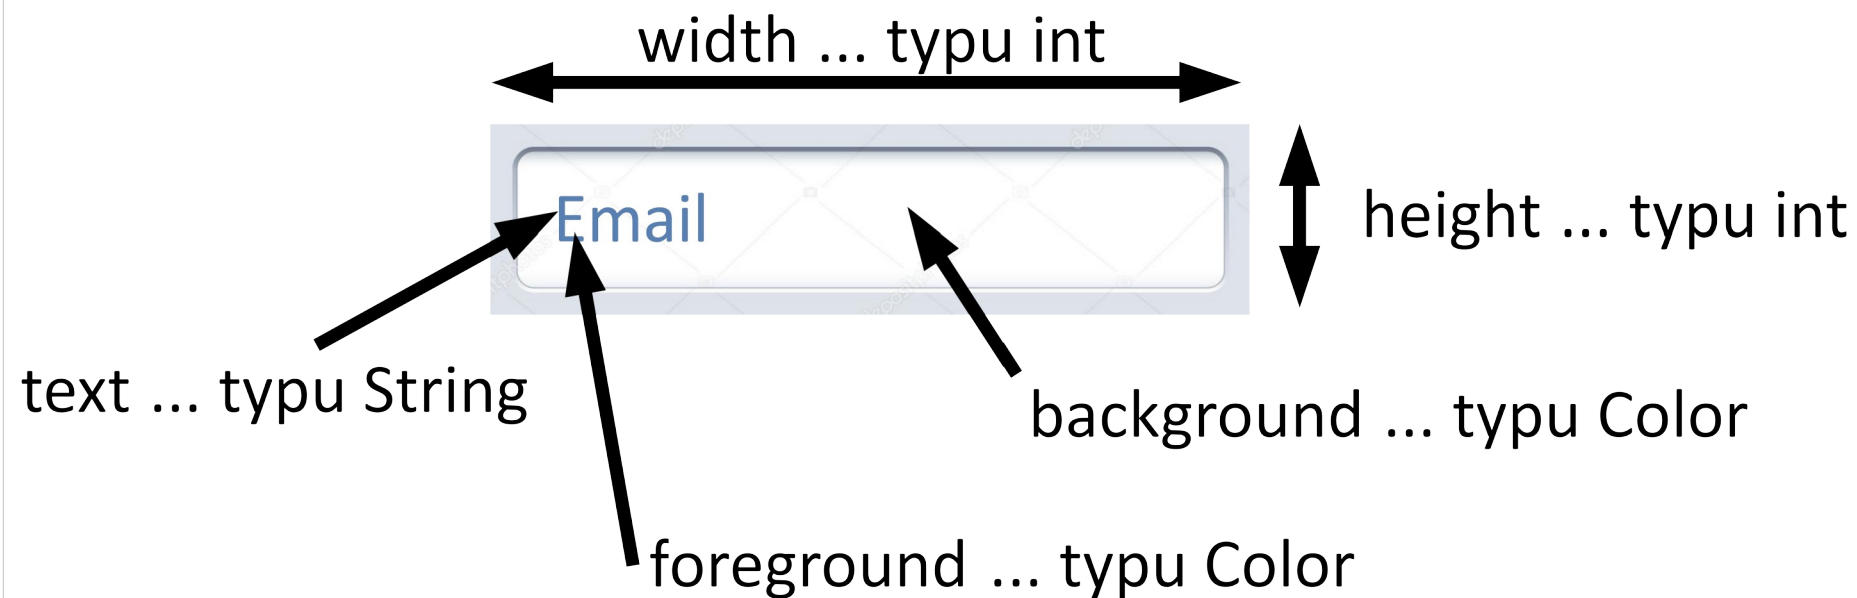 width ... typu int
Email
height ... typu int
text ... typu String
background ... typu Color
foreground ... typu Color